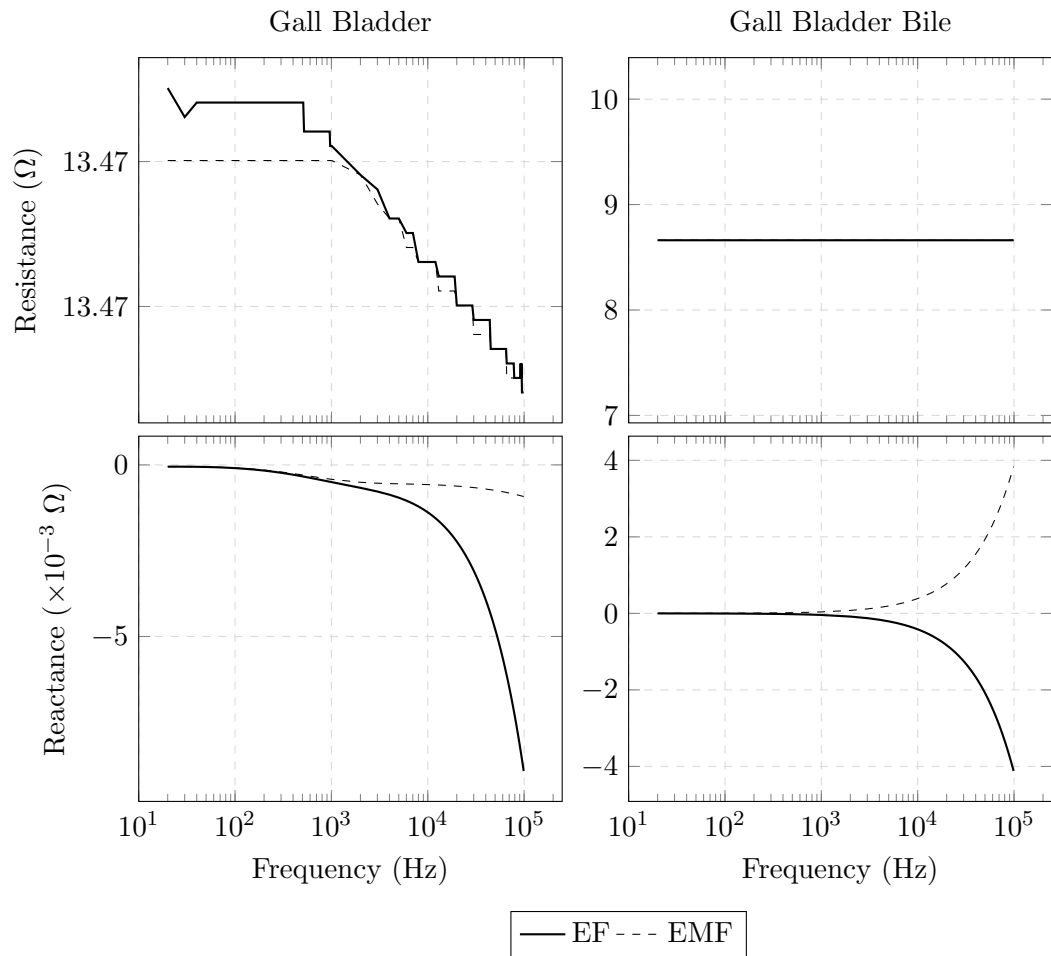 Gall Bladder
Gall Bladder Bile
Resistance (Ω)
13.47
13.47
10
9
8
7
Reactance (×10⁻³ Ω)
0
−5
4
2
0
−2
−4
10¹ 10² 10³ 10⁴ 10⁵
10¹ 10² 10³ 10⁴ 10⁵
Frequency (Hz)
Frequency (Hz)
EF EMF